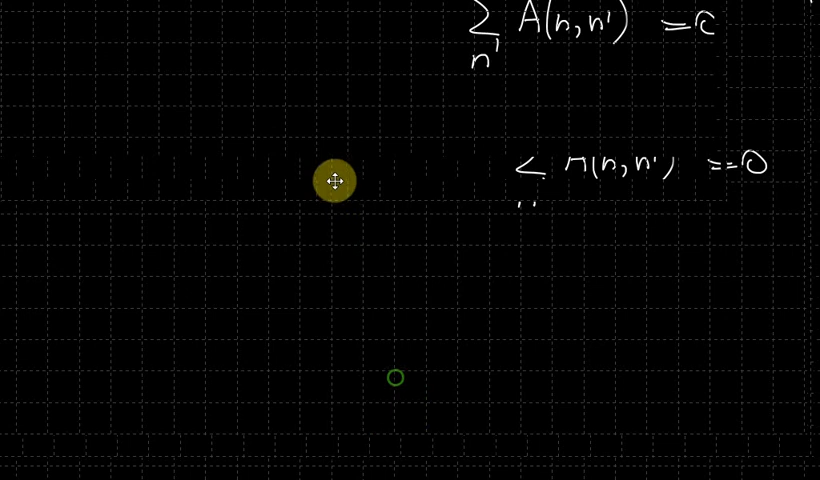 ∑ A(n,n') =
n'
(n,n') =0